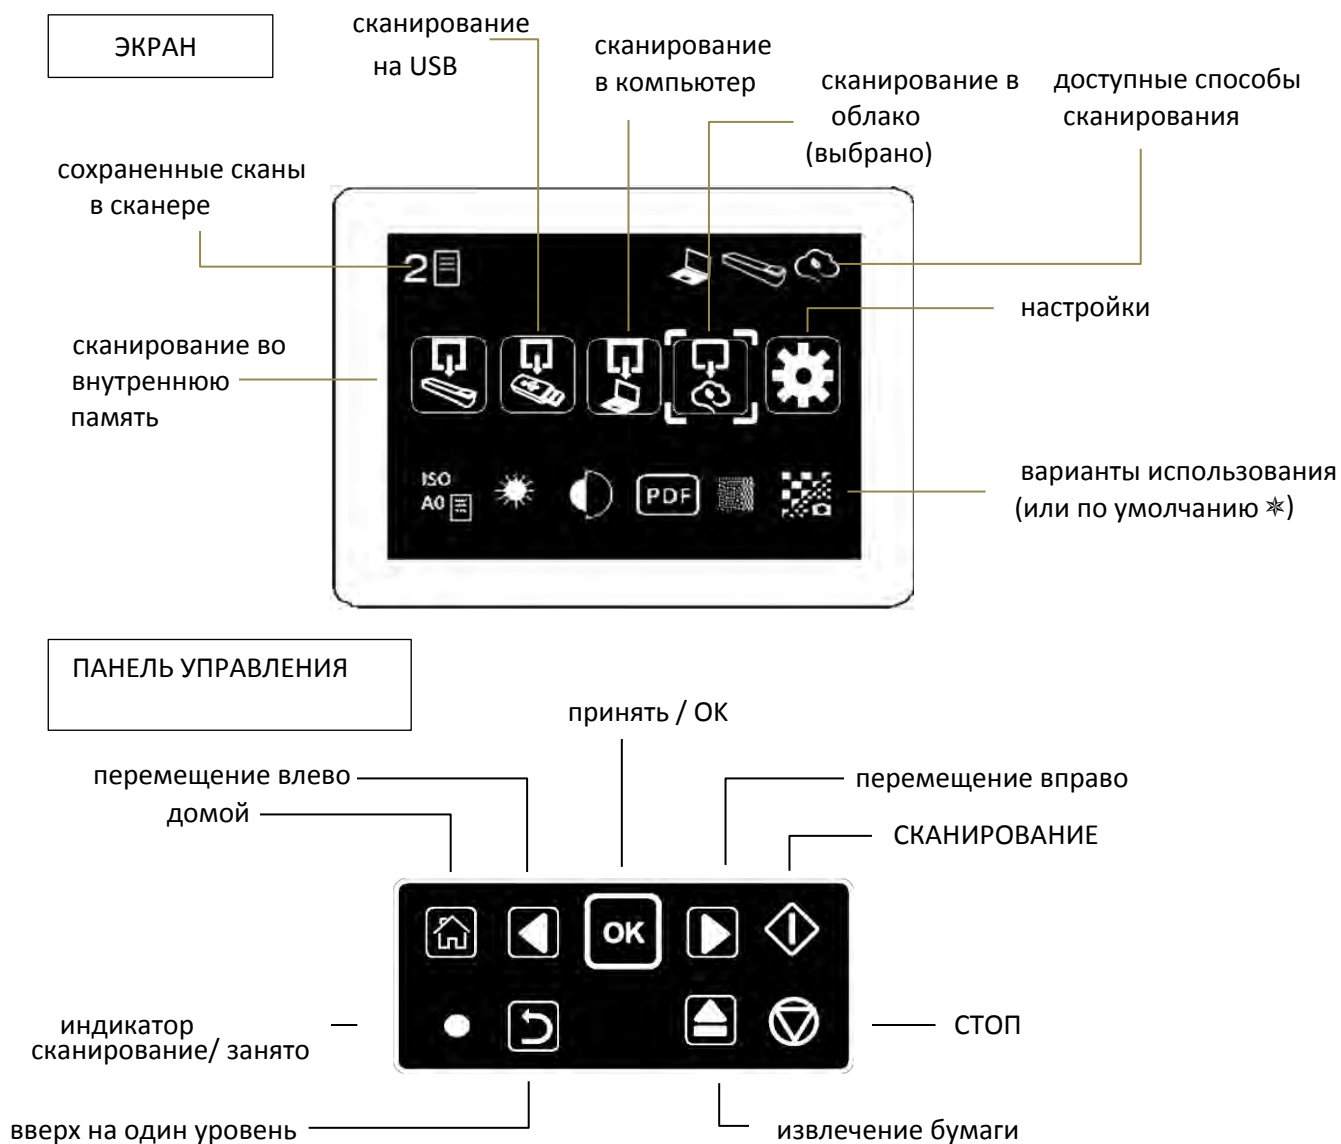 ЭКРАН
сканирование
на USB
сканирование
в компьютер
сканирование в
облако
(выбрано)
доступные способы
сканирования
сохраненные сканы
в сканере
2
настройки
сканирование во
внутреннюю
память
ISO
A0
PDF
варианты использования
(или по умолчанию ✵)
ПАНЕЛЬ УПРАВЛЕНИЯ
принять / OK
перемещение влево
перемещение вправо
домой
СКАНИРОВАНИЕ
OK
индикатор
сканирование/ занято
СТОП
вверх на один уровень
извлечение бумаги